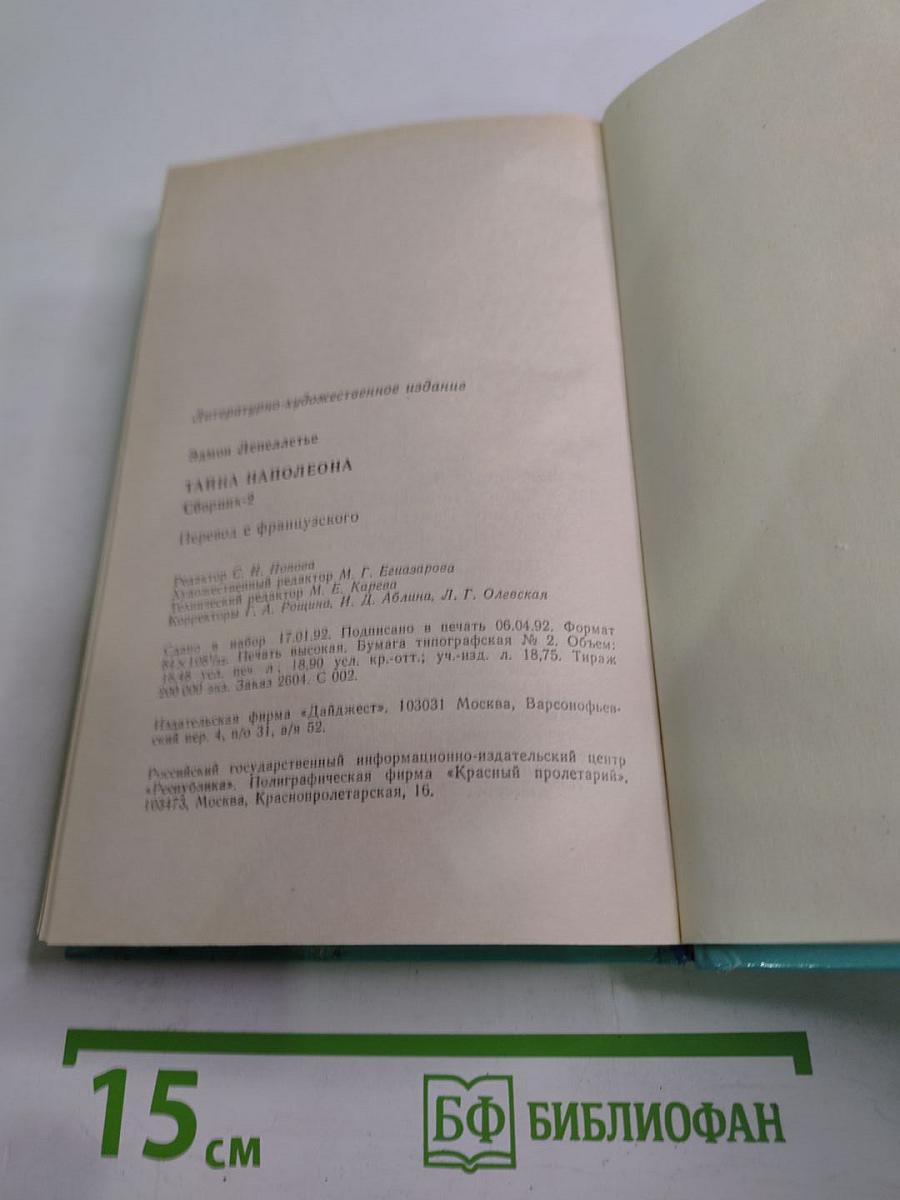 Литературно-художественное издание
Эдмон Лепеллетье
ТАЙНА НАПОЛЕОНА
Сборник-2
Перевод с французского
Редактор С. Н. Попова
Художественный редактор М. Г. Егиазарова
Технический редактор М. Е. Карева
Корректоры Г. А. Рощина, И. Д. Аблина, Л. Г. Олевская
Сдано в набор 17.01.92. Подписано в печать 06.04.92. Формат
84×108¹/₃₂. Печать высокая. Бумага типографская № 2. Объем:
18,48 усл. печ л.; 18,90 усл. кр.-отт.; уч.-изд. л. 18,75. Тираж
200 000 экз. Заказ 2604. С 002.
Издательская фирма «Дайджест». 103031 Москва, Варсонофьев-
ский пер. 4, п/о 31, а/я 52.
Российский государственный информационно-издательский центр
«Республика». Полиграфическая фирма «Красный пролетарий».
103473, Москва, Краснопролетарская, 16.
15 см
БФ БИБЛИОФАН